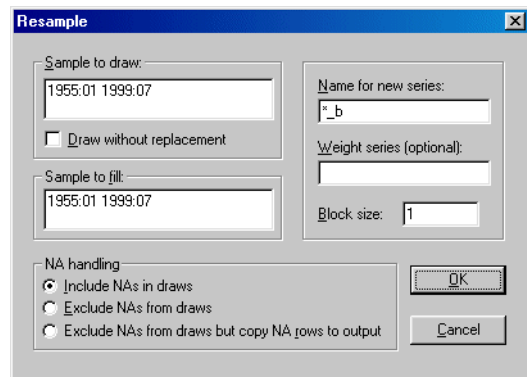 Resample
Sample to draw:
1955:01 1999:07
Draw without replacement
Sample to fill:
1955:01 1999:07
Name for new series:
*_b
Weight series (optional):
Block size: 1
NA handling
Include NAs in draws
Exclude NAs from draws
Exclude NAs from draws but copy NA rows to output
OK
Cancel